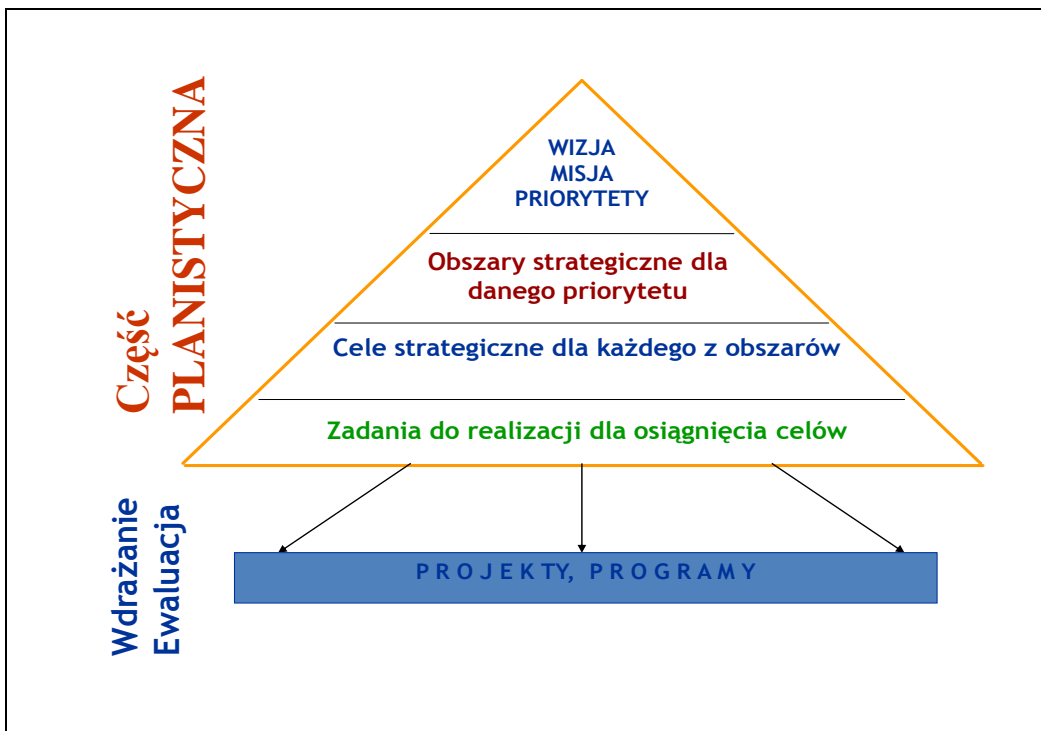 Część
PLANISTYCZNA
WIZJA
MISJA
PRIORYTETY
Obszary strategiczne dla
danego priorytetu
Cele strategiczne dla każdego z obszarów
Zadania do realizacji dla osiągnięcia celów
Wdrażanie
Ewaluacja
P R O J E K TY, P R O G R A M Y